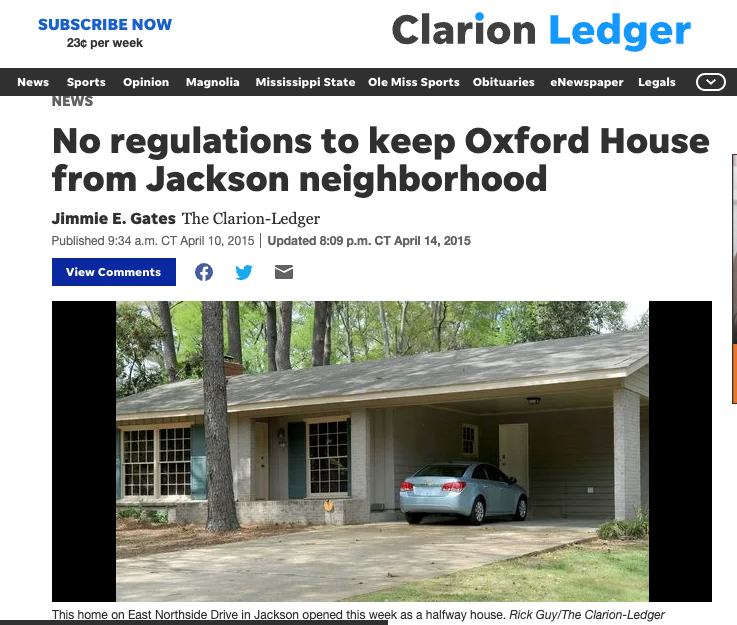 SUBSCRIBE NOW
23¢ per week
Clarion Ledger
News Sports Opinion Magnolia Mississippi State Ole Miss Sports Obituaries eNewspaper Legals
NEWS
No regulations to keep Oxford House
from Jackson neighborhood
Jimmie E. Gates The Clarion-Ledger
Published 9:34 a.m. CT April 10, 2015 | Updated 8:09 p.m. CT April 14, 2015
View Comments
This home on East Northside Drive in Jackson opened this week as a halfway house. Rick Guy/The Clarion-Ledger